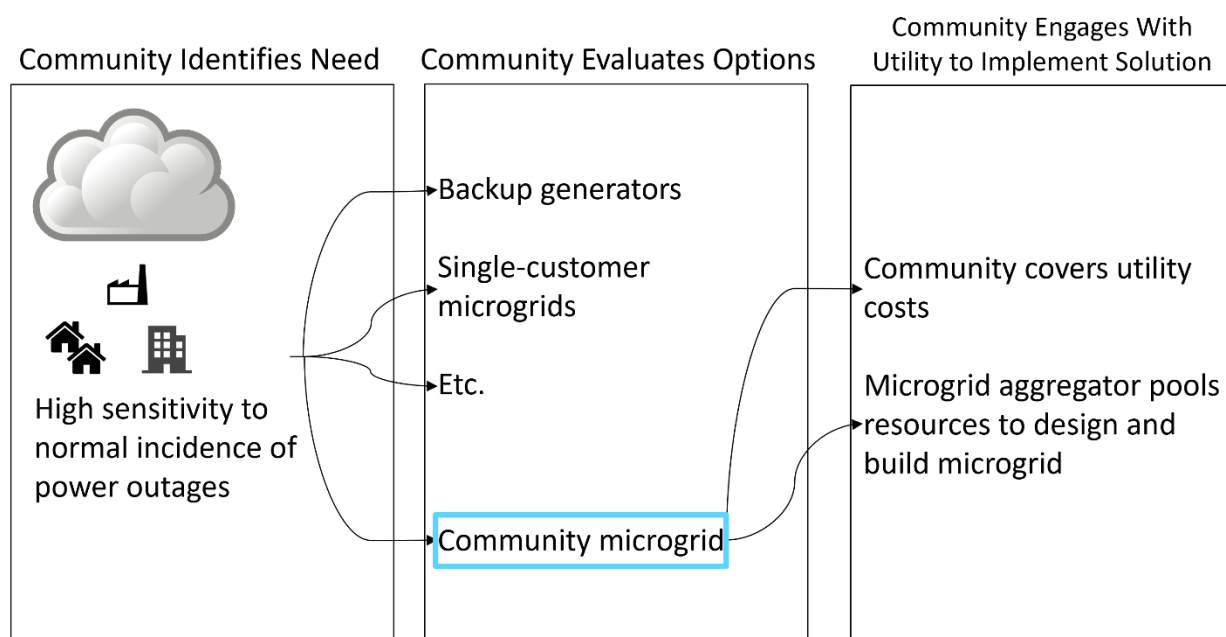 Community Identifies Need
High sensitivity to
normal incidence of
power outages
Community Evaluates Options
Backup generators
Single-customer
microgrids
Etc.
Community microgrid
Community Engages With
Utility to Implement Solution
Community covers utility
costs
Microgrid aggregator pools
resources to design and
build microgrid